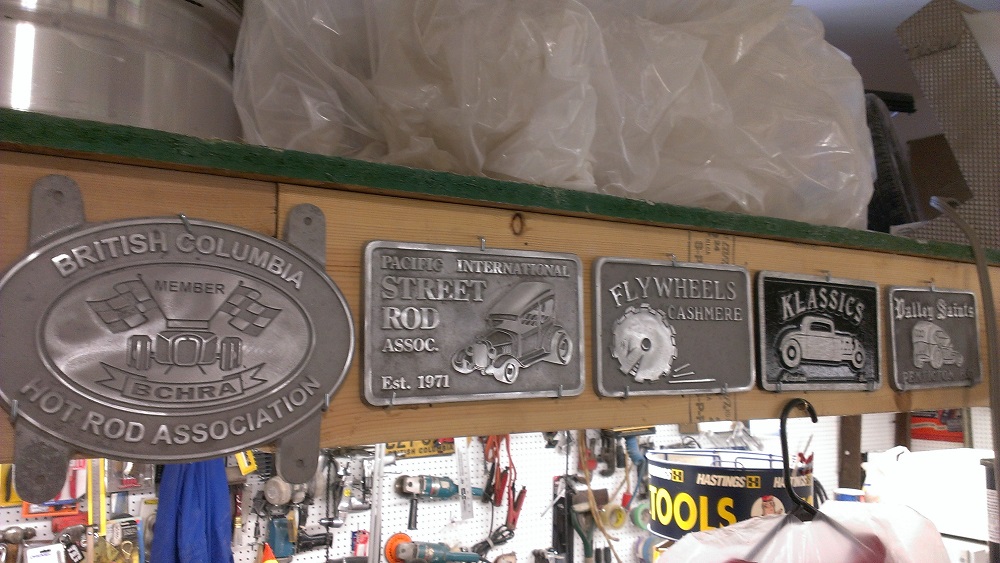 BRITISH COLUMBIA
MEMBER
BCHRA
HOT ROD ASSOCIATION
PACIFIC INTERNATIONAL
STREET
ROD
ASSOC.
Est. 1971
FLYWHEELS
CASHMERE
KLASSICS
Valley Saints
HASTINGS HASTINGS
TOOLS